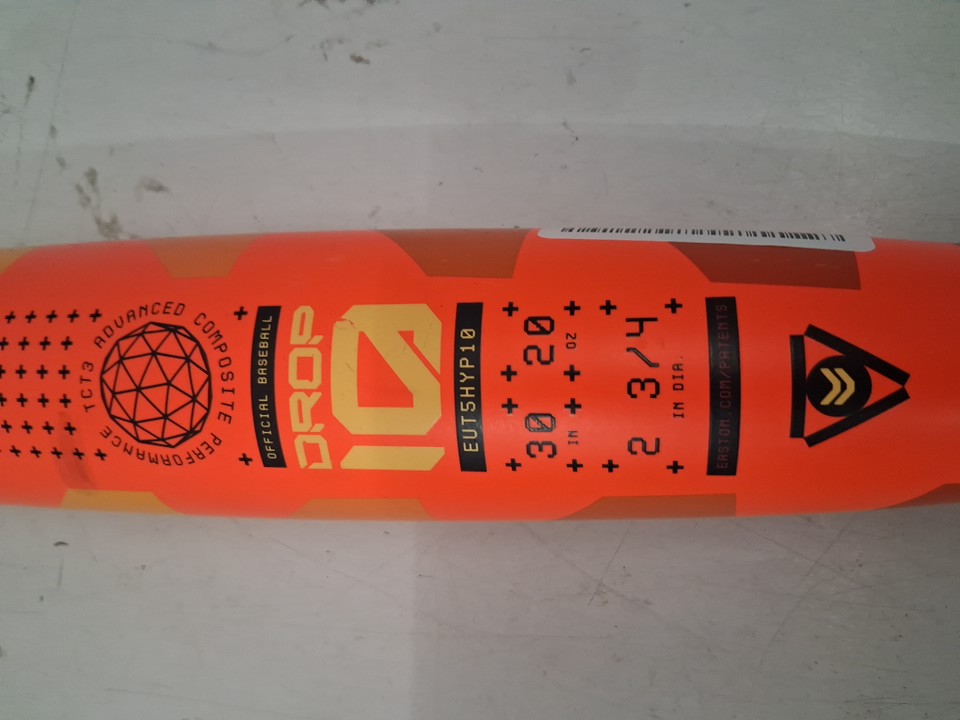 TCT3 ADVANCED COMPOSITE PERFORMANCE
OFFICIAL BASEBALL
DROP
10
EUT5HYP10
30 20
IN OZ
2 3/4
IN DIA.
EASTON.COM/PATENTS